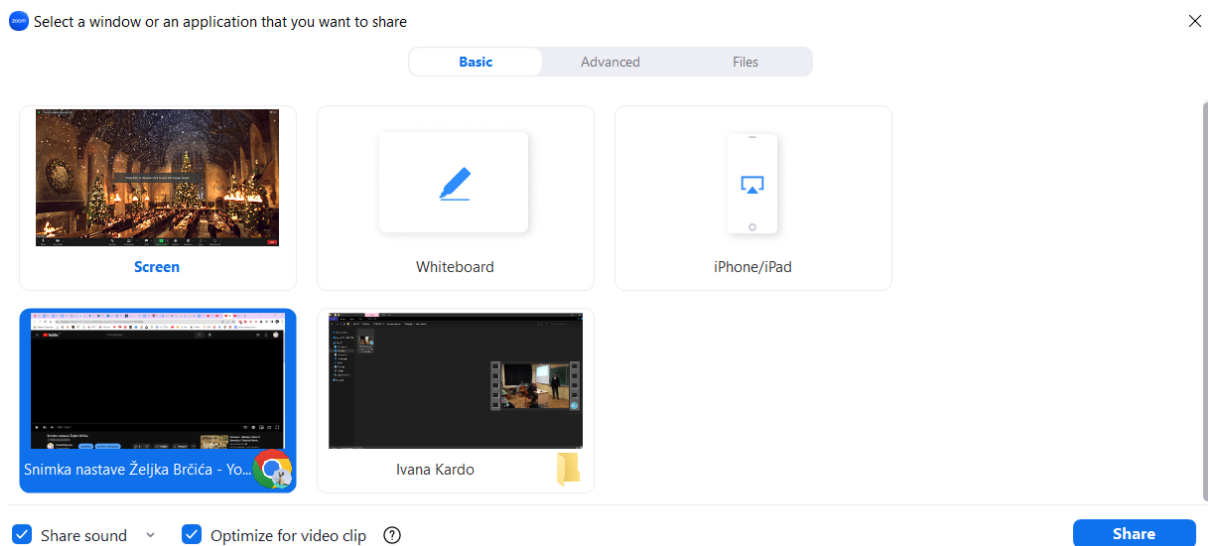 zoom
Select a window or an application that you want to share
Basic
Advanced
Files
Screen
Whiteboard
iPhone/iPad
Snimka nastave Željka Brčića - Yo...
Ivana Kardo
Share sound
Optimize for video clip
?
Share